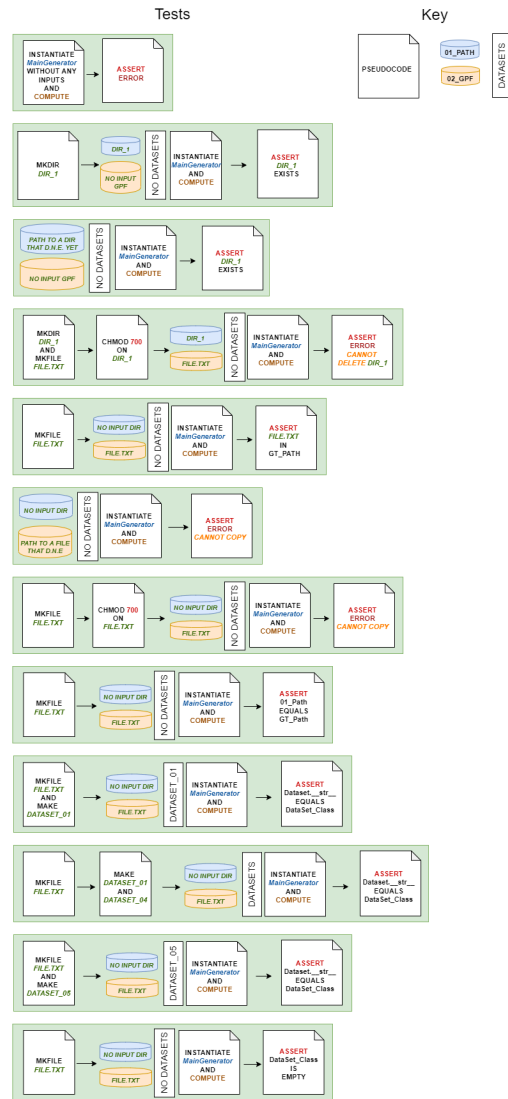 Tests
Key
INSTANTIATE
MainGenerator
WITHOUT ANY
INPUTS
AND
COMPUTE
ASSERT
ERROR
PSEUDOCODE
01_PATH
02_GPF
DATASETS
MKDIR
DIR_1
DIR_1
NO INPUT
GPF
NO DATASETS
INSTANTIATE
MainGenerator
AND
COMPUTE
ASSERT
DIR_1
EXISTS
PATH TO A DIR
THAT D.N.E. YET
NO INPUT GPF
NO DATASETS
INSTANTIATE
MainGenerator
AND
COMPUTE
ASSERT
DIR_1
EXISTS
MKDIR
DIR_1
AND
MKFILE
FILE.TXT
CHMOD 700
ON
DIR_1
DIR_1
FILE.TXT
NO DATASETS
INSTANTIATE
MainGenerator
AND
COMPUTE
ASSERT
ERROR
CANNOT
DELETE DIR_1
MKFILE
FILE.TXT
NO INPUT DIR
FILE.TXT
NO DATASETS
INSTANTIATE
MainGenerator
AND
COMPUTE
ASSERT
FILE.TXT
IN
GT_PATH
NO INPUT DIR
PATH TO A FILE
THAT D.N.E
NO DATASETS
INSTANTIATE
MainGenerator
AND
COMPUTE
ASSERT
ERROR
CANNOT COPY
MKFILE
FILE.TXT
CHMOD 700
ON
FILE.TXT
NO INPUT DIR
FILE.TXT
NO DATASETS
INSTANTIATE
MainGenerator
AND
COMPUTE
ASSERT
ERROR
CANNOT COPY
MKFILE
FILE.TXT
NO INPUT DIR
FILE.TXT
NO DATASETS
INSTANTIATE
MainGenerator
AND
COMPUTE
ASSERT
01_Path
EQUALS
GT_Path
MKFILE
FILE.TXT
AND
MAKE
DATASET_01
NO INPUT DIR
FILE.TXT
DATASET_01
INSTANTIATE
MainGenerator
AND
COMPUTE
ASSERT
Dataset.__str__
EQUALS
DataSet_Class
MKFILE
FILE.TXT
MAKE
DATASET_01
AND
DATASET_04
NO INPUT DIR
FILE.TXT
DATASETS
INSTANTIATE
MainGenerator
AND
COMPUTE
ASSERT
Dataset.__str__
EQUALS
DataSet_Class
MKFILE
FILE.TXT
AND
MAKE
DATASET_05
NO INPUT DIR
FILE.TXT
DATASET_05
INSTANTIATE
MainGenerator
AND
COMPUTE
ASSERT
Dataset.__str__
EQUALS
DataSet_Class
MKFILE
FILE.TXT
NO INPUT DIR
FILE.TXT
NO DATASETS
INSTANTIATE
MainGenerator
AND
COMPUTE
ASSERT
DataSet_Class
IS
EMPTY